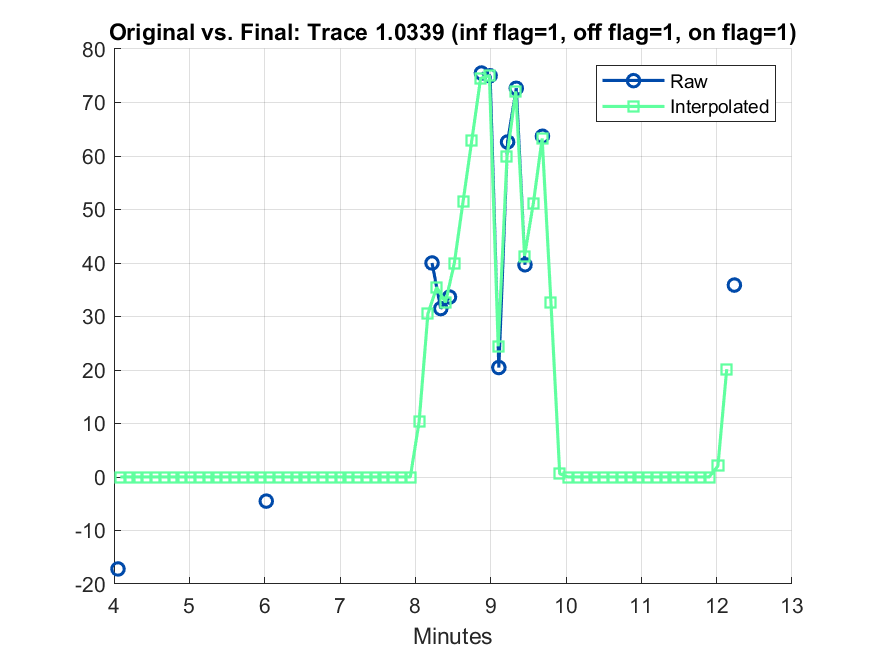 Original vs. Final: Trace 1.0339 (inf flag=1, off flag=1, on flag=1)
80
70
60
50
40
30
20
10
0
-10
-20
Raw
Interpolated
4 5 6 7 8 9 10 11 12 13
Minutes